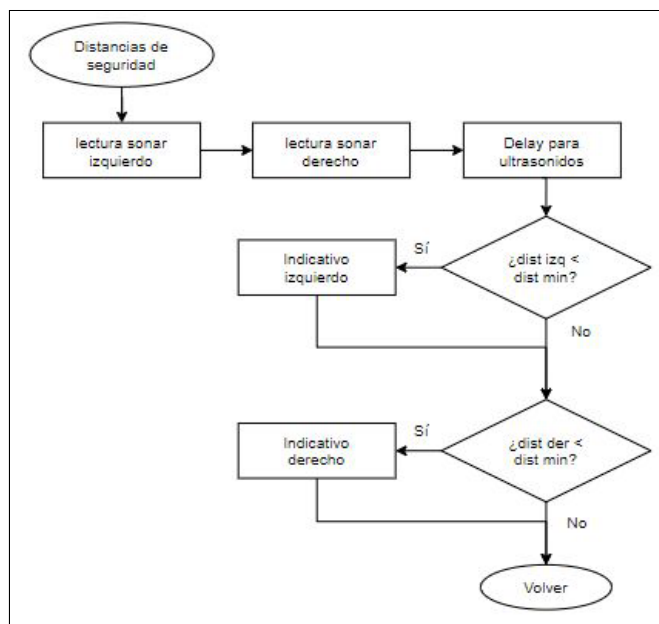 Distancias de
seguridad
lectura sonar
izquierdo
lectura sonar
derecho
Delay para
ultrasonidos
¿dist izq <
dist min?
Sí
Indicativo
izquierdo
No
¿dist der <
dist min?
Sí
Indicativo
derecho
No
Volver